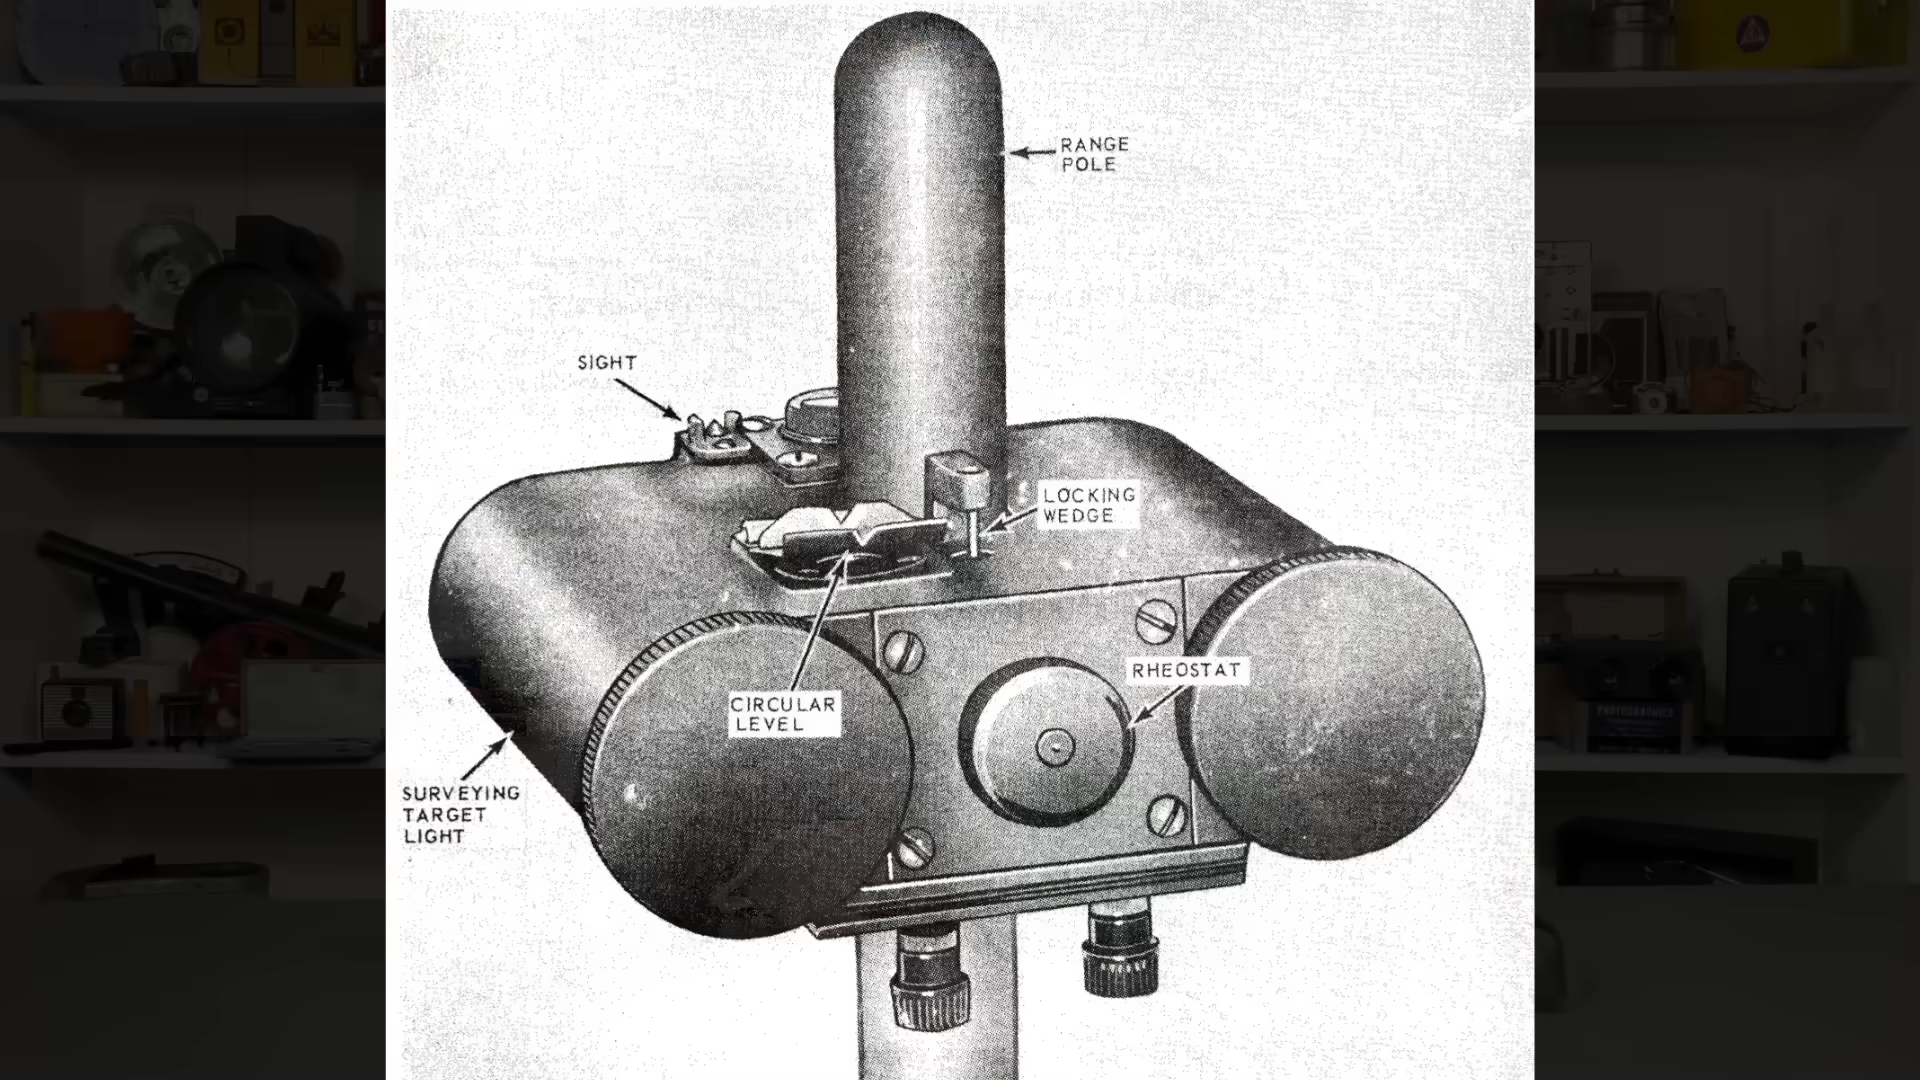 RANGE
POLE
SIGHT
LOCKING
WEDGE
RHEOSTAT
CIRCULAR
LEVEL
SURVEYING
TARGET
LIGHT